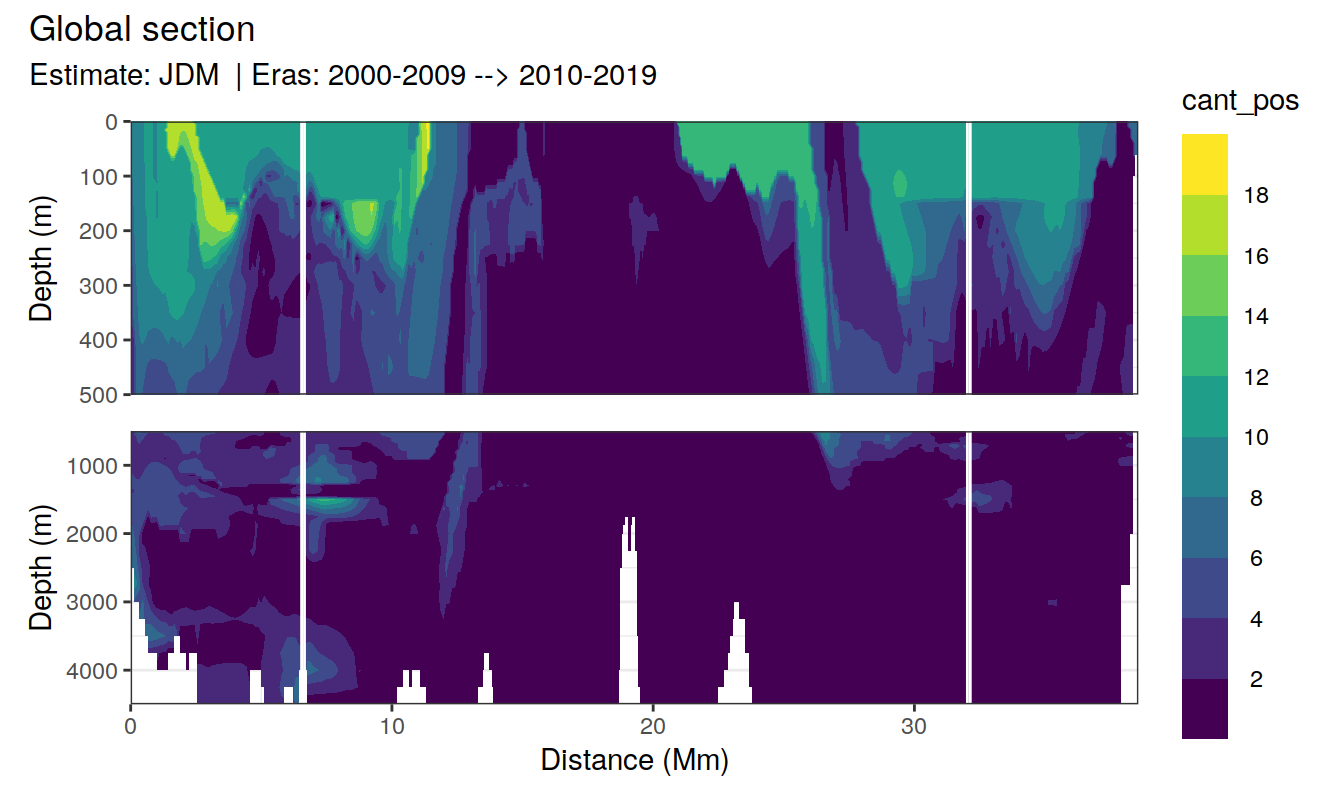 Global section
Estimate: JDM | Eras: 2000-2009 --> 2010-2019
cant_pos
18
16
14
12
10
8
6
4
2
Depth (m)
0
100
200
300
400
500
Depth (m)
1000
2000
3000
4000
0 10 20 30
Distance (Mm)